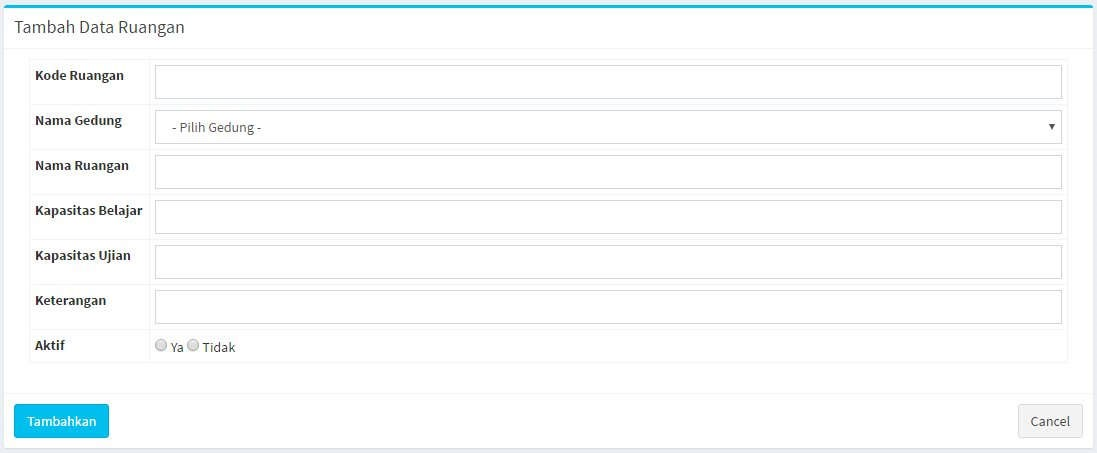 Tambah Data Ruangan
Kode Ruangan
Nama Gedung
- Pilih Gedung -
Nama Ruangan
Kapasitas Belajar
Kapasitas Ujian
Keterangan
Aktif
Ya Tidak
Tambahkan
Cancel